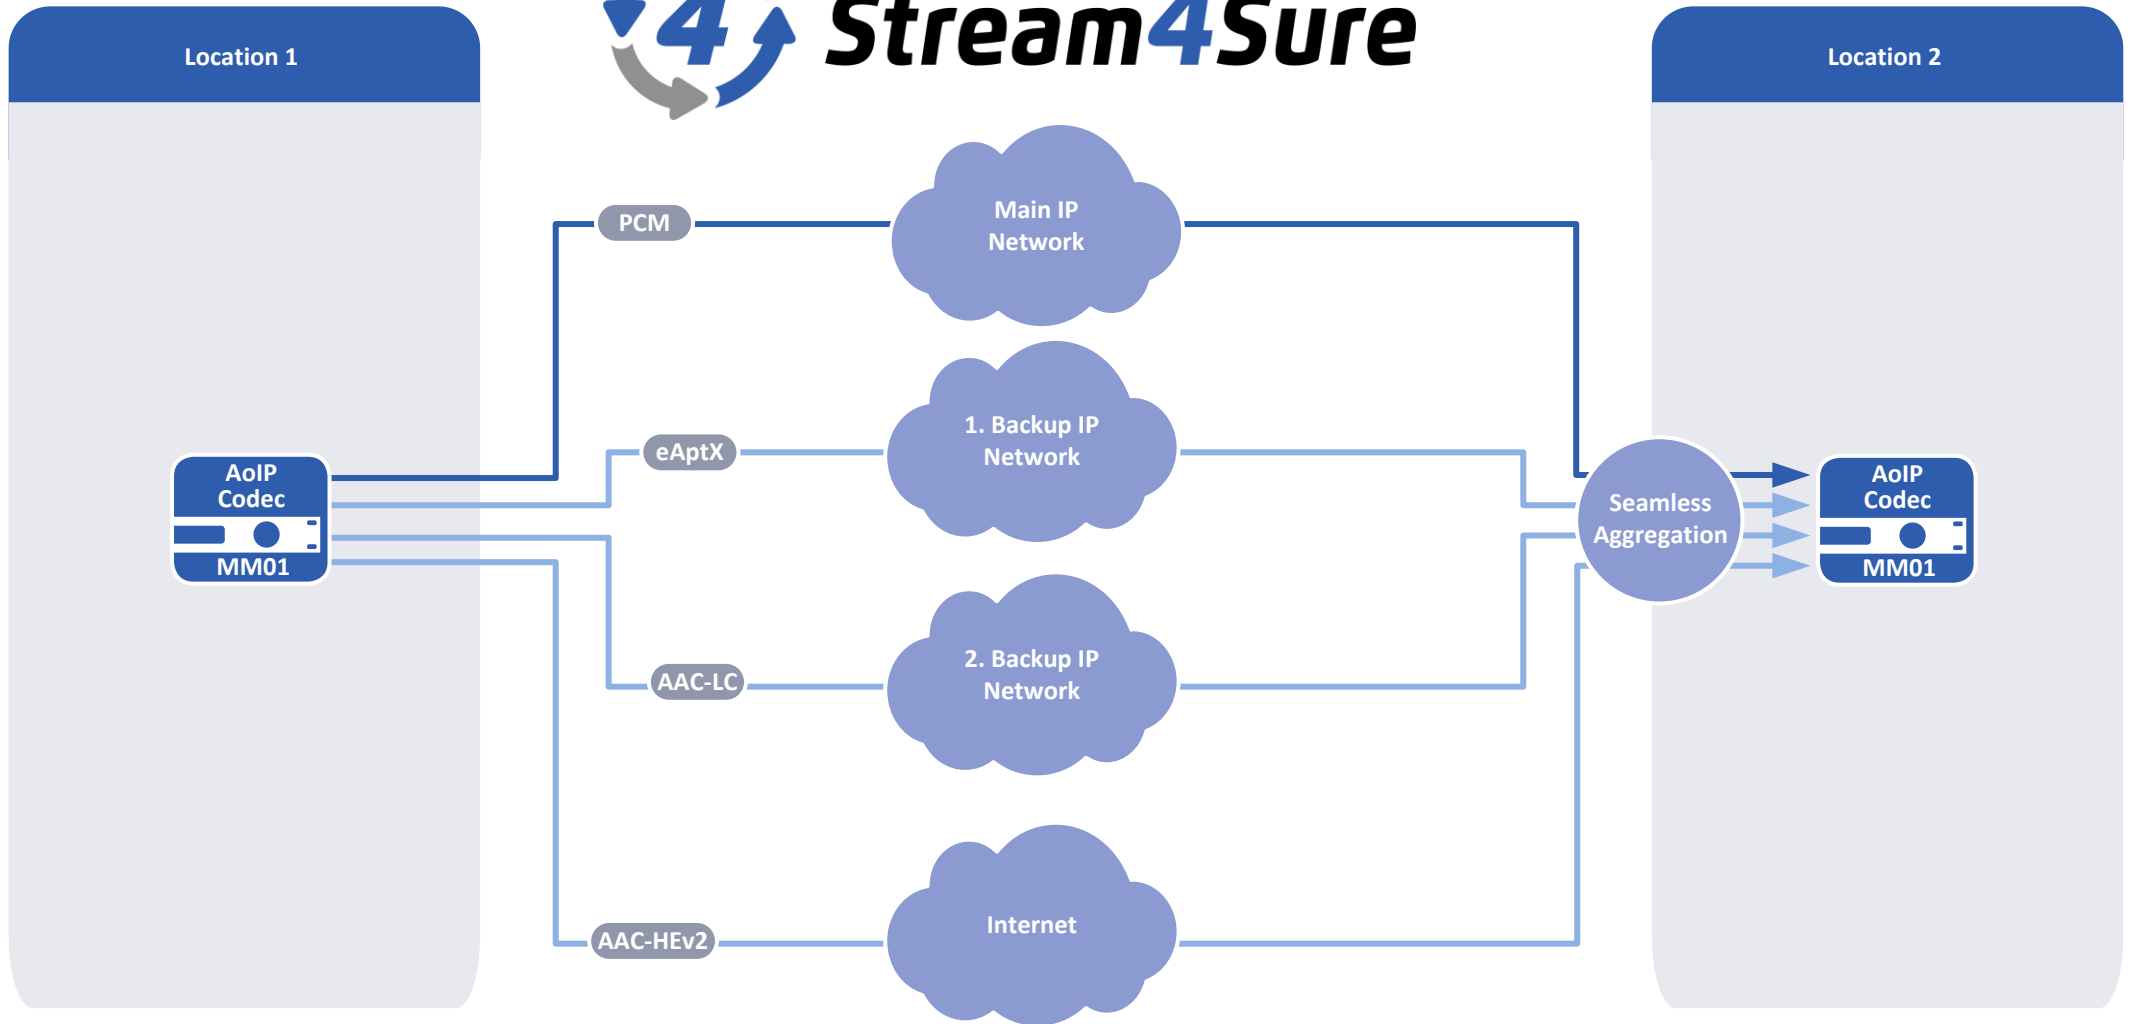 4 Stream4Sure
Location 1
Location 2
PCM
Main IP
Network
eAptX
1. Backup IP
Network
AoIP
Codec
MM01
Seamless
Aggregation
AoIP
Codec
MM01
AAC-LC
2. Backup IP
Network
AAC-HEv2
Internet